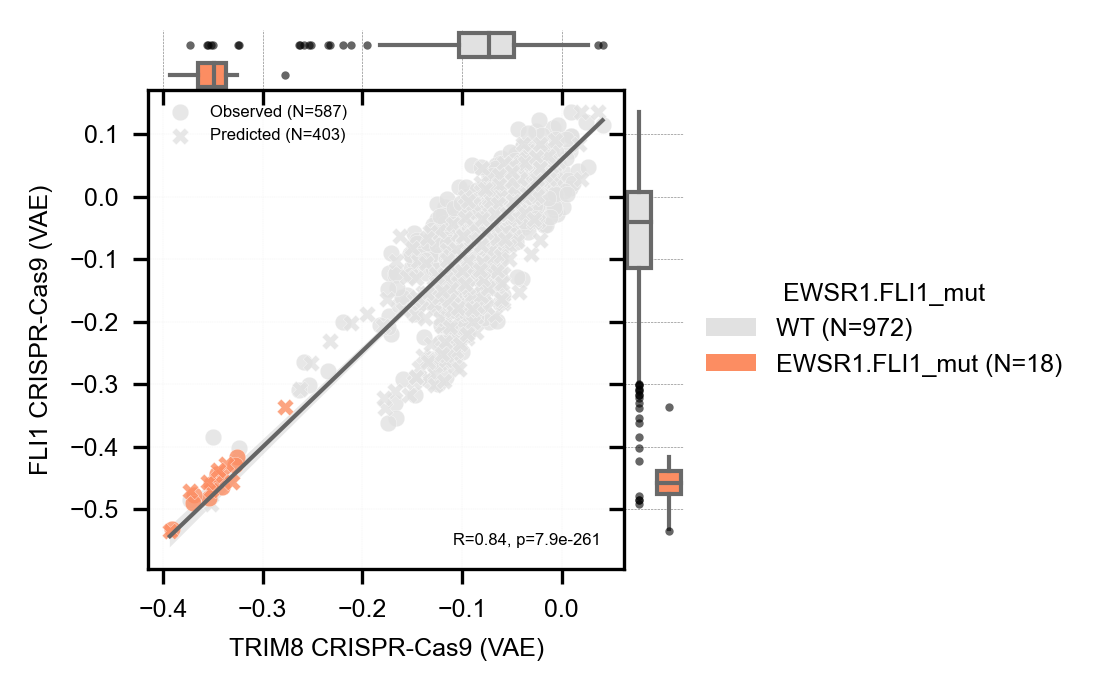 Observed (N=587)
Predicted (N=403)
0.1
0.0
−0.1
−0.2
−0.3
−0.4
−0.5
FLI1 CRISPR-Cas9 (VAE)
R=0.84, p=7.9e-261
−0.4
−0.3
−0.2
−0.1
0.0
TRIM8 CRISPR-Cas9 (VAE)
EWSR1.FLI1_mut
WT (N=972)
EWSR1.FLI1_mut (N=18)